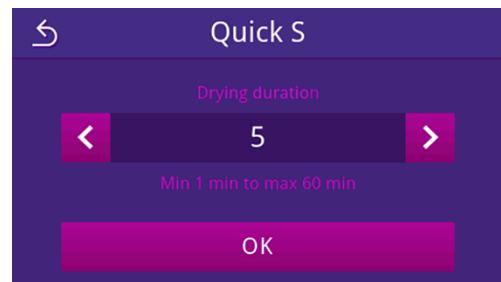 Quick S
Drying duration
5
Min 1 min to max 60 min
OK